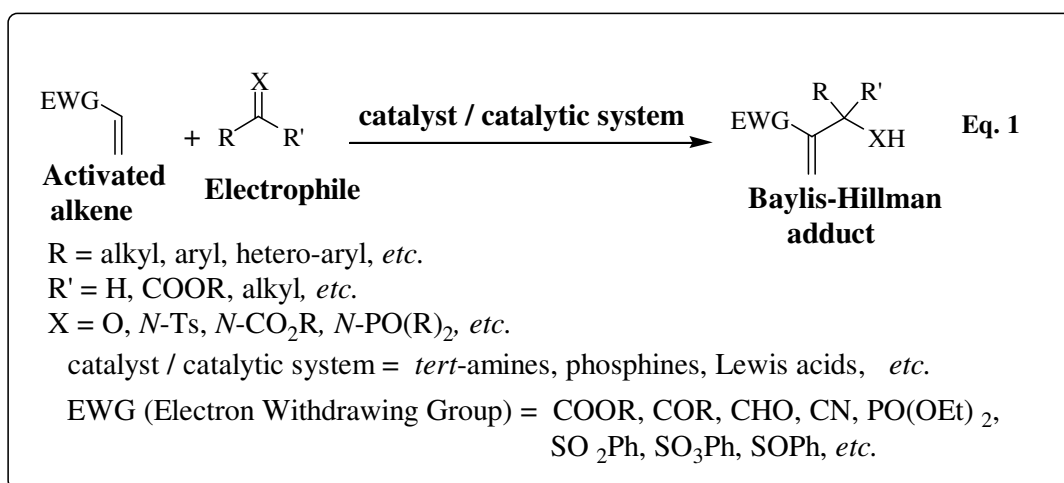 EWG
X
R R'
+
catalyst / catalytic system
EWG
R R'
XH
Eq. 1
Activated
alkene
Electrophile
Baylis-Hillman
adduct
R = alkyl, aryl, hetero-aryl, etc.
R' = H, COOR, alkyl, etc.
X = O, N-Ts, N-CO2R, N-PO(R)2, etc.
catalyst / catalytic system = tert-amines, phosphines, Lewis acids, etc.
EWG (Electron Withdrawing Group) = COOR, COR, CHO, CN, PO(OEt) 2,
SO 2Ph, SO3Ph, SOPh, etc.